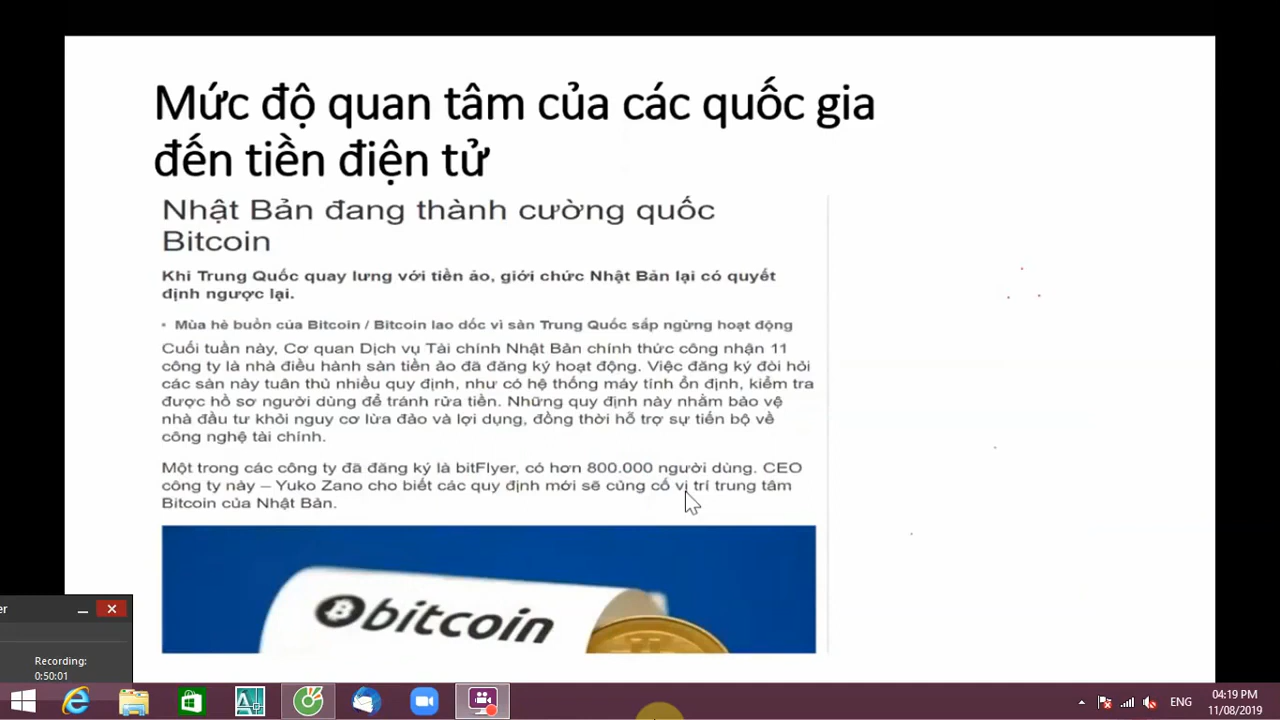 Mức độ quan tâm của các quốc gia
đến tiền điện tử
Nhật Bản đang thành cường quốc
Bitcoin
Khi Trung Quốc quay lưng với tiền ảo, giới chức Nhật Bản lại có quyết
định ngược lại.
• Mùa hè buồn của Bitcoin / Bitcoin lao dốc vì sàn Trung Quốc sắp ngừng hoạt động
Cuối tuần này, Cơ quan Dịch vụ Tài chính Nhật Bản chính thức công nhận 11
công ty là nhà điều hành sàn tiền ảo đã đăng ký hoạt động. Việc đăng ký đòi hỏi
các sàn này tuân thủ nhiều quy định, như có hệ thống máy tính ổn định, kiểm tra
được hồ sơ người dùng để tránh rửa tiền. Những quy định này nhằm bảo vệ
nhà đầu tư khỏi nguy cơ lừa đảo và lợi dụng, đồng thời hỗ trợ sự tiến bộ về
công nghệ tài chính.
Một trong các công ty đã đăng ký là bitFlyer, có hơn 800.000 người dùng. CEO
công ty này – Yuko Zano cho biết các quy định mới sẽ củng cố vị trí trung tâm
Bitcoin của Nhật Bản.
bitcoin
er
Recording:
0:50:01
ENG
04:19 PM
11/08/2019